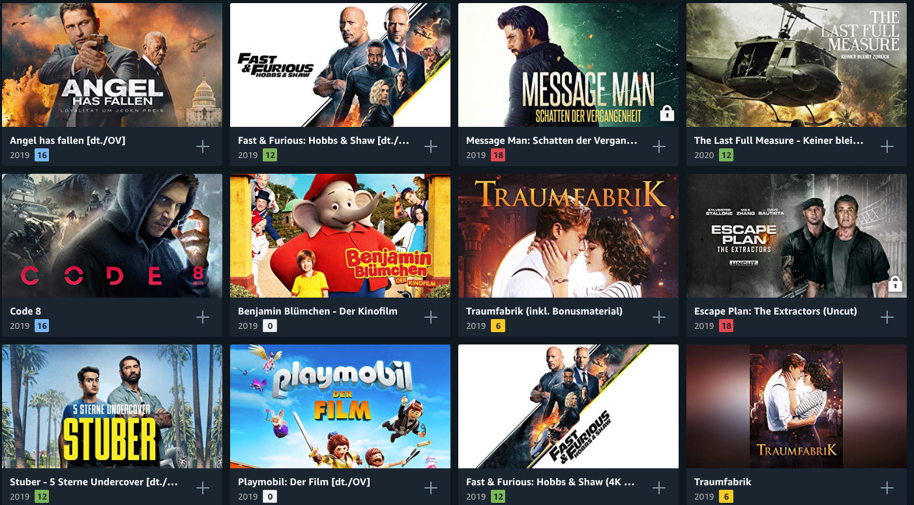 ANGEL
HAS FALLEN
LOYALITÄT UM JEDEN PREIS
Angel has fallen [dt./OV]
2019 16
FAST
& FURIOUS
HOBBS & SHAW
Fast & Furious: Hobbs & Shaw [dt./...
2019 12
MESSAGE MAN
SCHATTEN DER VERGANGENHEIT
Message Man: Schatten der Vergan...
2019 18
THE
LAST FULL
MEASURE
KEINER BLEIBT ZURÜCK
The Last Full Measure - Keiner blei...
2020 12
CODE 8
Code 8
2019 16
Benjamin
Blümchen
DER KINOFILM
Benjamin Blümchen - Der Kinofilm
2019 0
TRAUMFABRIK
Traumfabrik (inkl. Bonusmaterial)
2019 6
SYLVESTER STALLONE
MAX ZHANG
DAVE BAUTISTA
ESCAPE
PLAN
THE EXTRACTORS
UNCUT
Escape Plan: The Extractors (Uncut)
2019 18
5 STERNE UNDERCOVER
STUBER
Stuber - 5 Sterne Undercover [dt./...
2019 12
playmobil
DER
FILM
Playmobil: Der Film [dt./OV]
2019 0
FAST
& FURIOUS
HOBBS & SHAW
Fast & Furious: Hobbs & Shaw (4K ...
2019 12
TRAUMFABRIK
Traumfabrik
2019 6